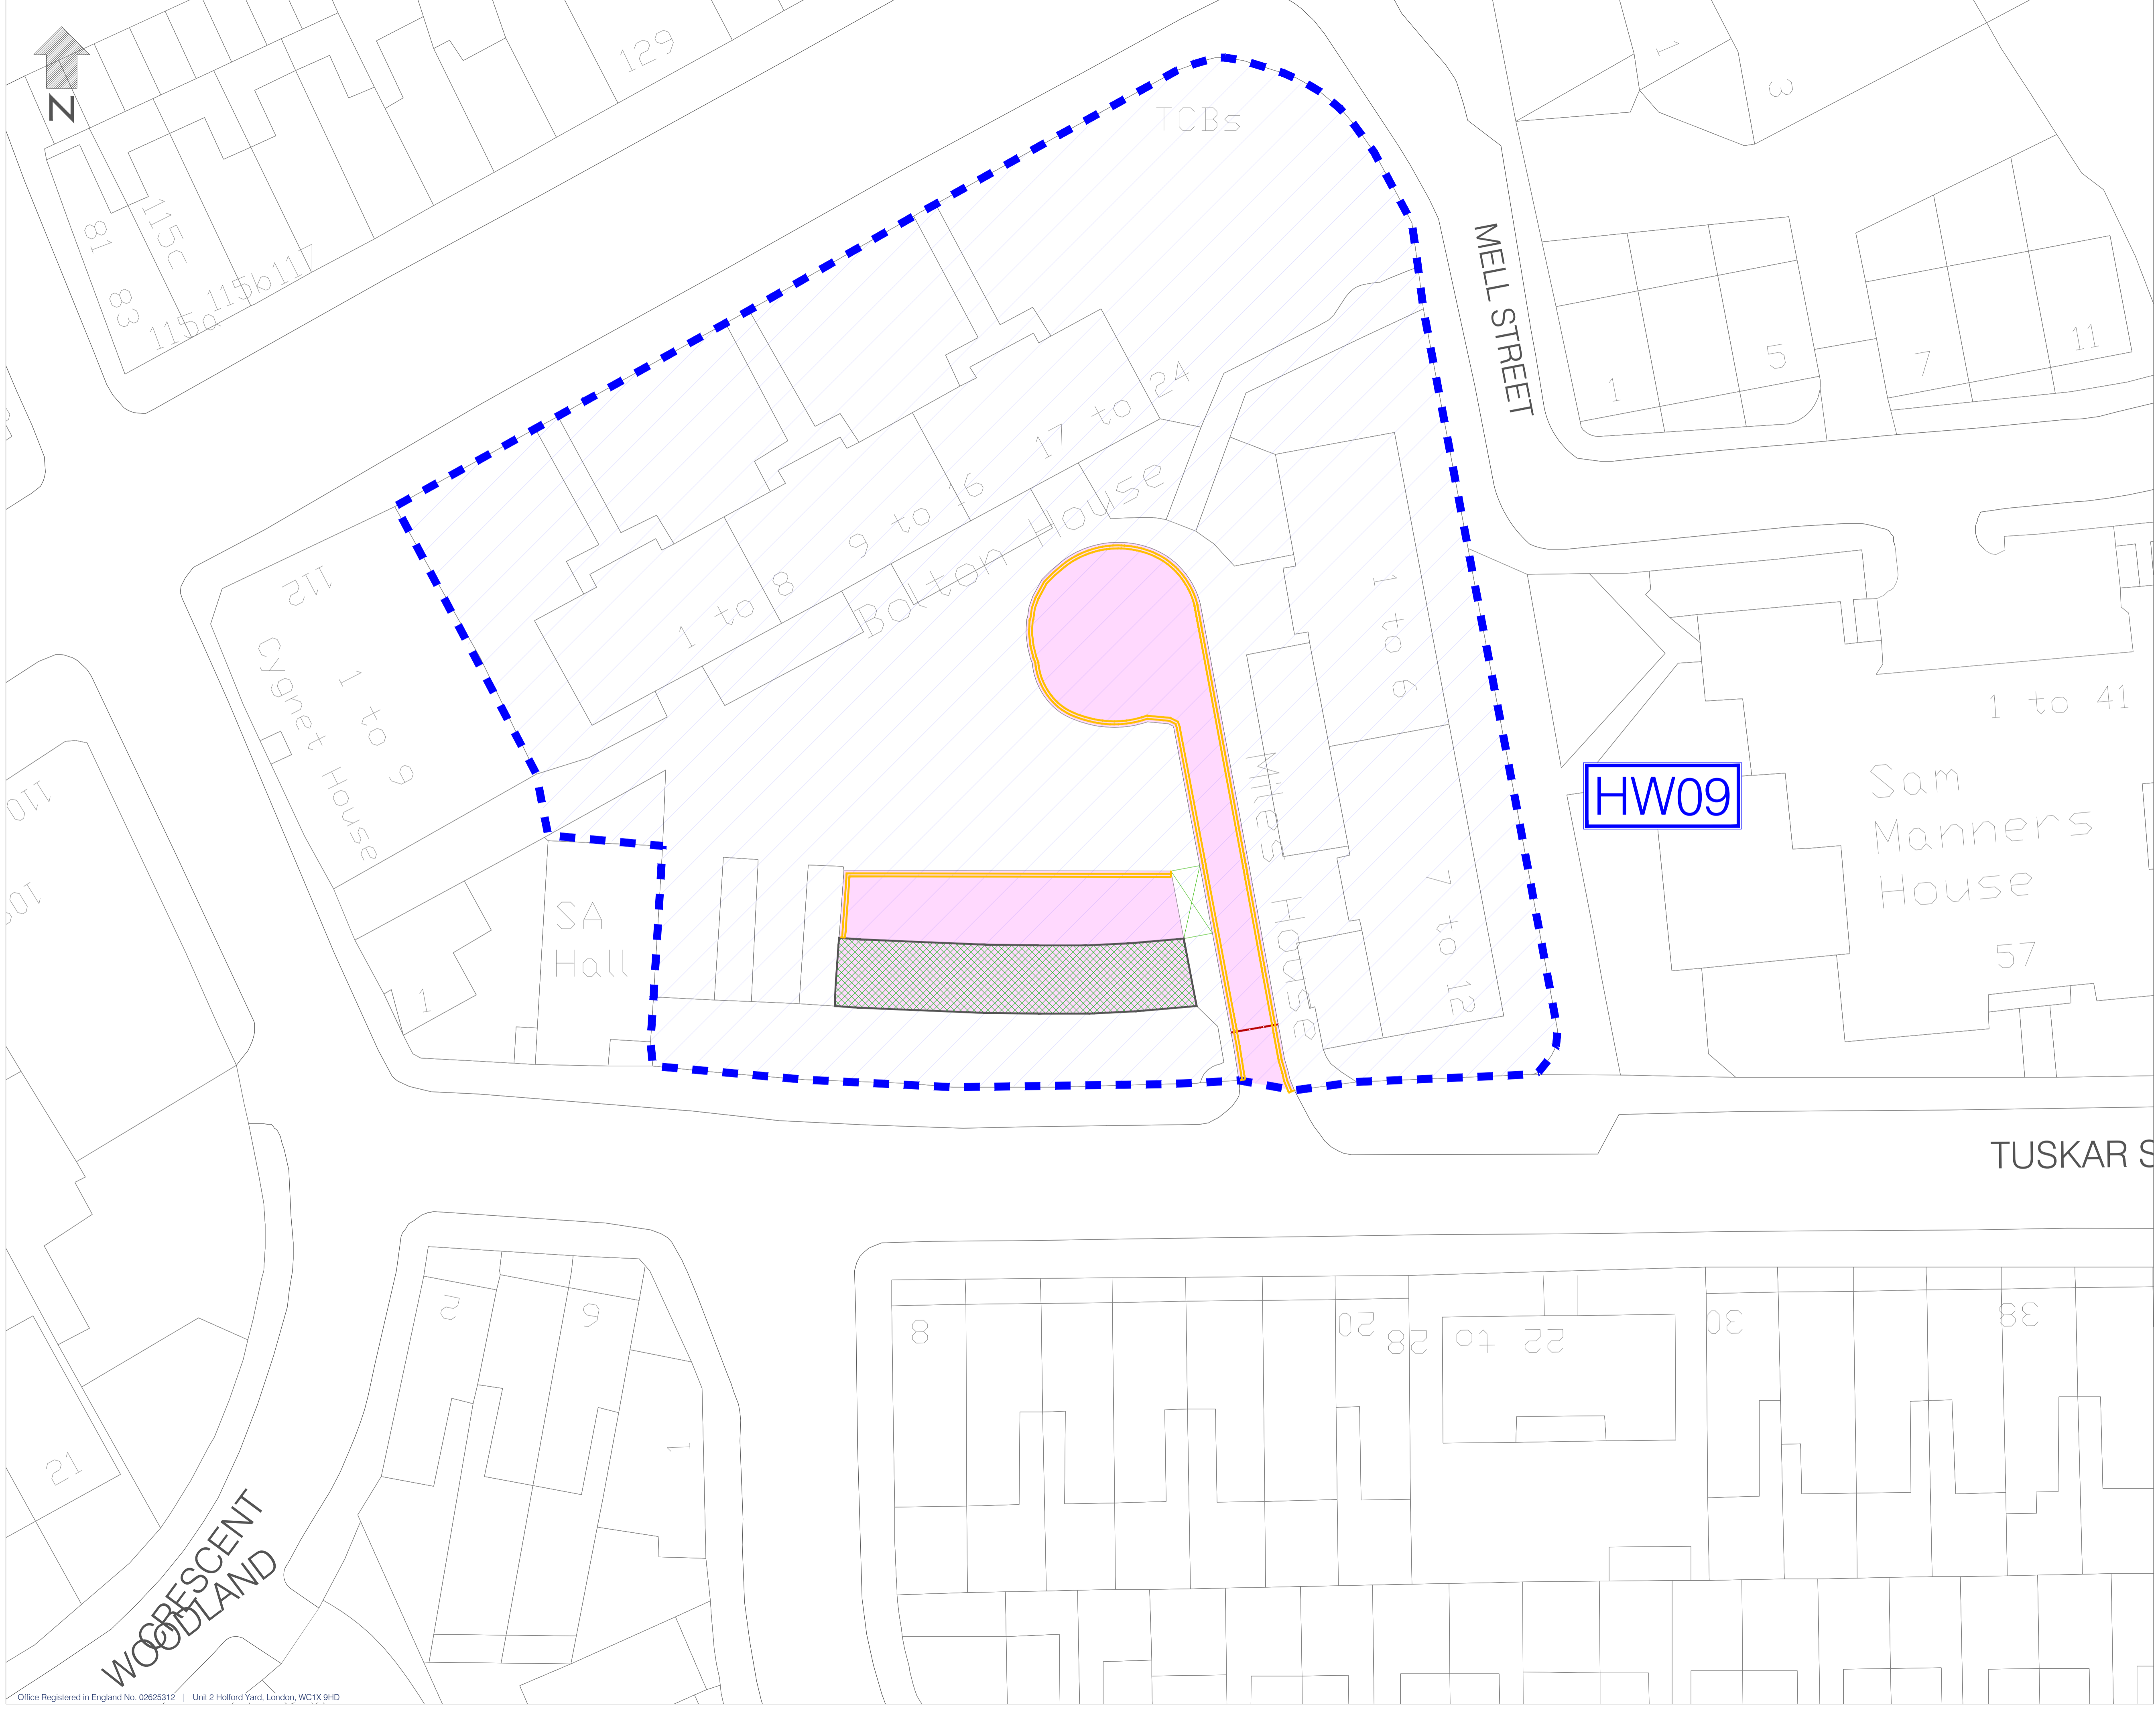 N
129
TCBs
1
3
18
115c
83
115a
115b
117
MELL STREET
1
5
7
11
17 to 24
9 to 16
1 to 8
Bolton House
112
1 to 9
Cygnet House
1 to 6
Miles House
7 to 12
HW09
1 to 41
Sam
Manners
House
57
SA
Hall
1
110
TUSKAR S
5
9
1
21
8
20
22 to 28
30
38
WOODLAND
CRESCENT
Office Registered in England No. 02625312 | Unit 2 Holford Yard, London, WC1X 9HD